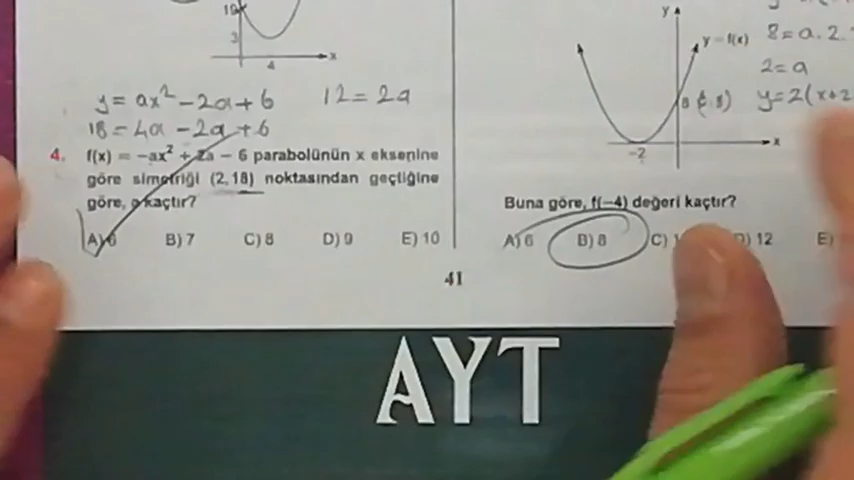 19
3
4
x
y = ax² - 2a + 6
12 = 2a
18 = 4a - 2a + 6
4. f(x) = -ax² + 2a - 6 parabolünün x eksenine
göre simetriği (2, 18) noktasından geçtiğine
göre, a kaçtır?
A) 6 B) 7 C) 8 D) 9 E) 10
y
y = f(x)
8
-2
x
8 = a.2
2 = a
y = 2(x+2
Buna göre, f(-4) değeri kaçtır?
A) 6 B) 8 C) D) 12 E)
41
AYT